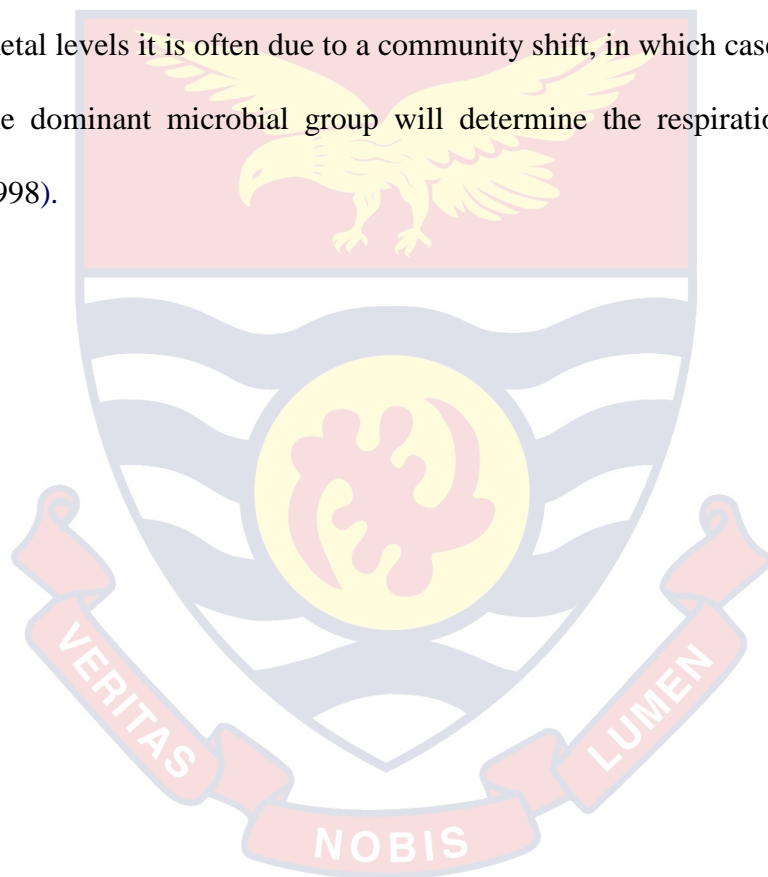 etal levels it is often due to a community shift, in which case
e dominant microbial group will determine the respiratio
998).
VERITAS
NOBIS
LUMEN